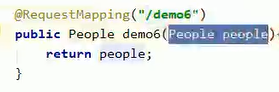 @RequestMapping("/demo6")
public People demo6(People people){
return people;
}